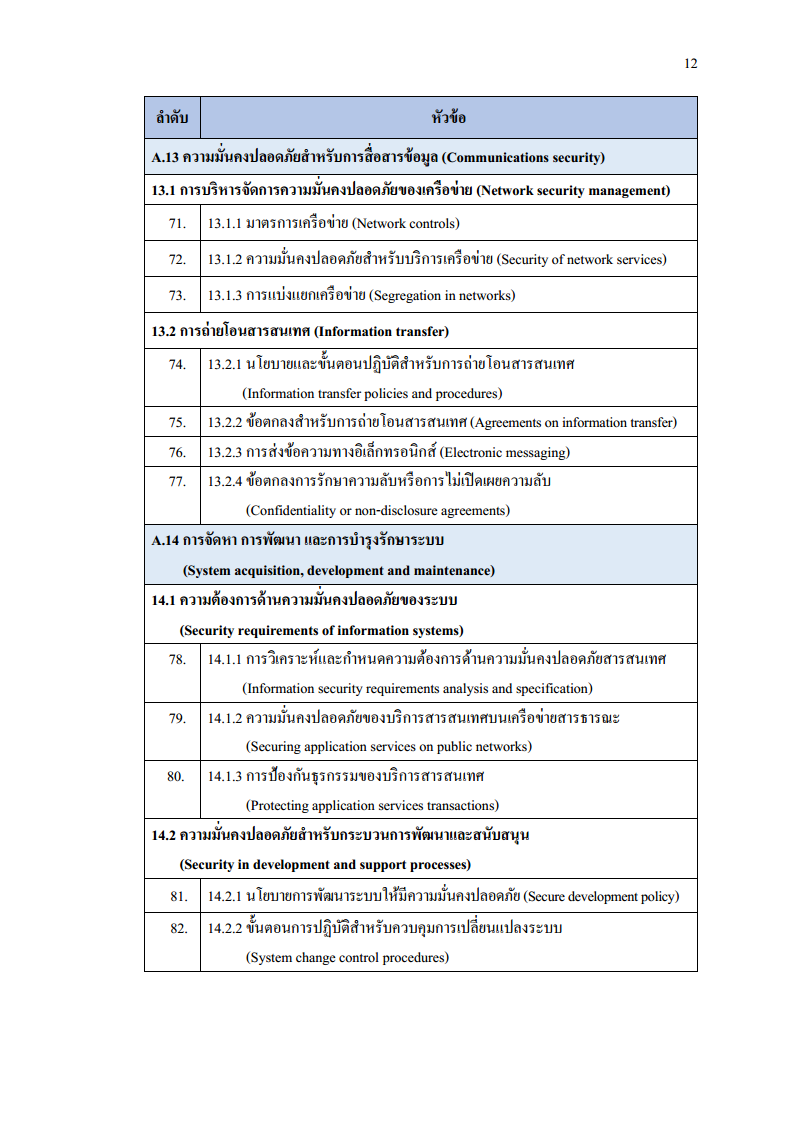 12
ลำดับ หัวข้อ
A.13 ความมั่นคงปลอดภัยสำหรับการสื่อสารข้อมูล (Communications security)
13.1 การบริหารจัดการความมั่นคงปลอดภัยของเครือข่าย (Network security management)
71. 13.1.1 มาตรการเครือข่าย (Network controls)
72. 13.1.2 ความมั่นคงปลอดภัยสำหรับบริการเครือข่าย (Security of network services)
73. 13.1.3 การแบ่งแยกเครือข่าย (Segregation in networks)
13.2 การถ่ายโอนสารสนเทศ (Information transfer)
74. 13.2.1 นโยบายและขั้นตอนปฏิบัติสำหรับการถ่ายโอนสารสนเทศ
(Information transfer policies and procedures)
75. 13.2.2 ข้อตกลงสำหรับการถ่ายโอนสารสนเทศ (Agreements on information transfer)
76. 13.2.3 การส่งข้อความทางอิเล็กทรอนิกส์ (Electronic messaging)
77. 13.2.4 ข้อตกลงการรักษาความลับหรือการไม่เปิดเผยความลับ
(Confidentiality or non-disclosure agreements)
A.14 การจัดหา การพัฒนา และการบำรุงรักษาระบบ
(System acquisition, development and maintenance)
14.1 ความต้องการด้านความมั่นคงปลอดภัยของระบบ
(Security requirements of information systems)
78. 14.1.1 การวิเคราะห์และกำหนดความต้องการด้านความมั่นคงปลอดภัยสารสนเทศ
(Information security requirements analysis and specification)
79. 14.1.2 ความมั่นคงปลอดภัยของบริการสารสนเทศบนเครือข่ายสาธารณะ
(Securing application services on public networks)
80. 14.1.3 การป้องกันธุรกรรมของบริการสารสนเทศ
(Protecting application services transactions)
14.2 ความมั่นคงปลอดภัยสำหรับกระบวนการพัฒนาและสนับสนุน
(Security in development and support processes)
81. 14.2.1 นโยบายการพัฒนาระบบให้มีความมั่นคงปลอดภัย (Secure development policy)
82. 14.2.2 ขั้นตอนการปฏิบัติสำหรับควบคุมการเปลี่ยนแปลงระบบ
(System change control procedures)